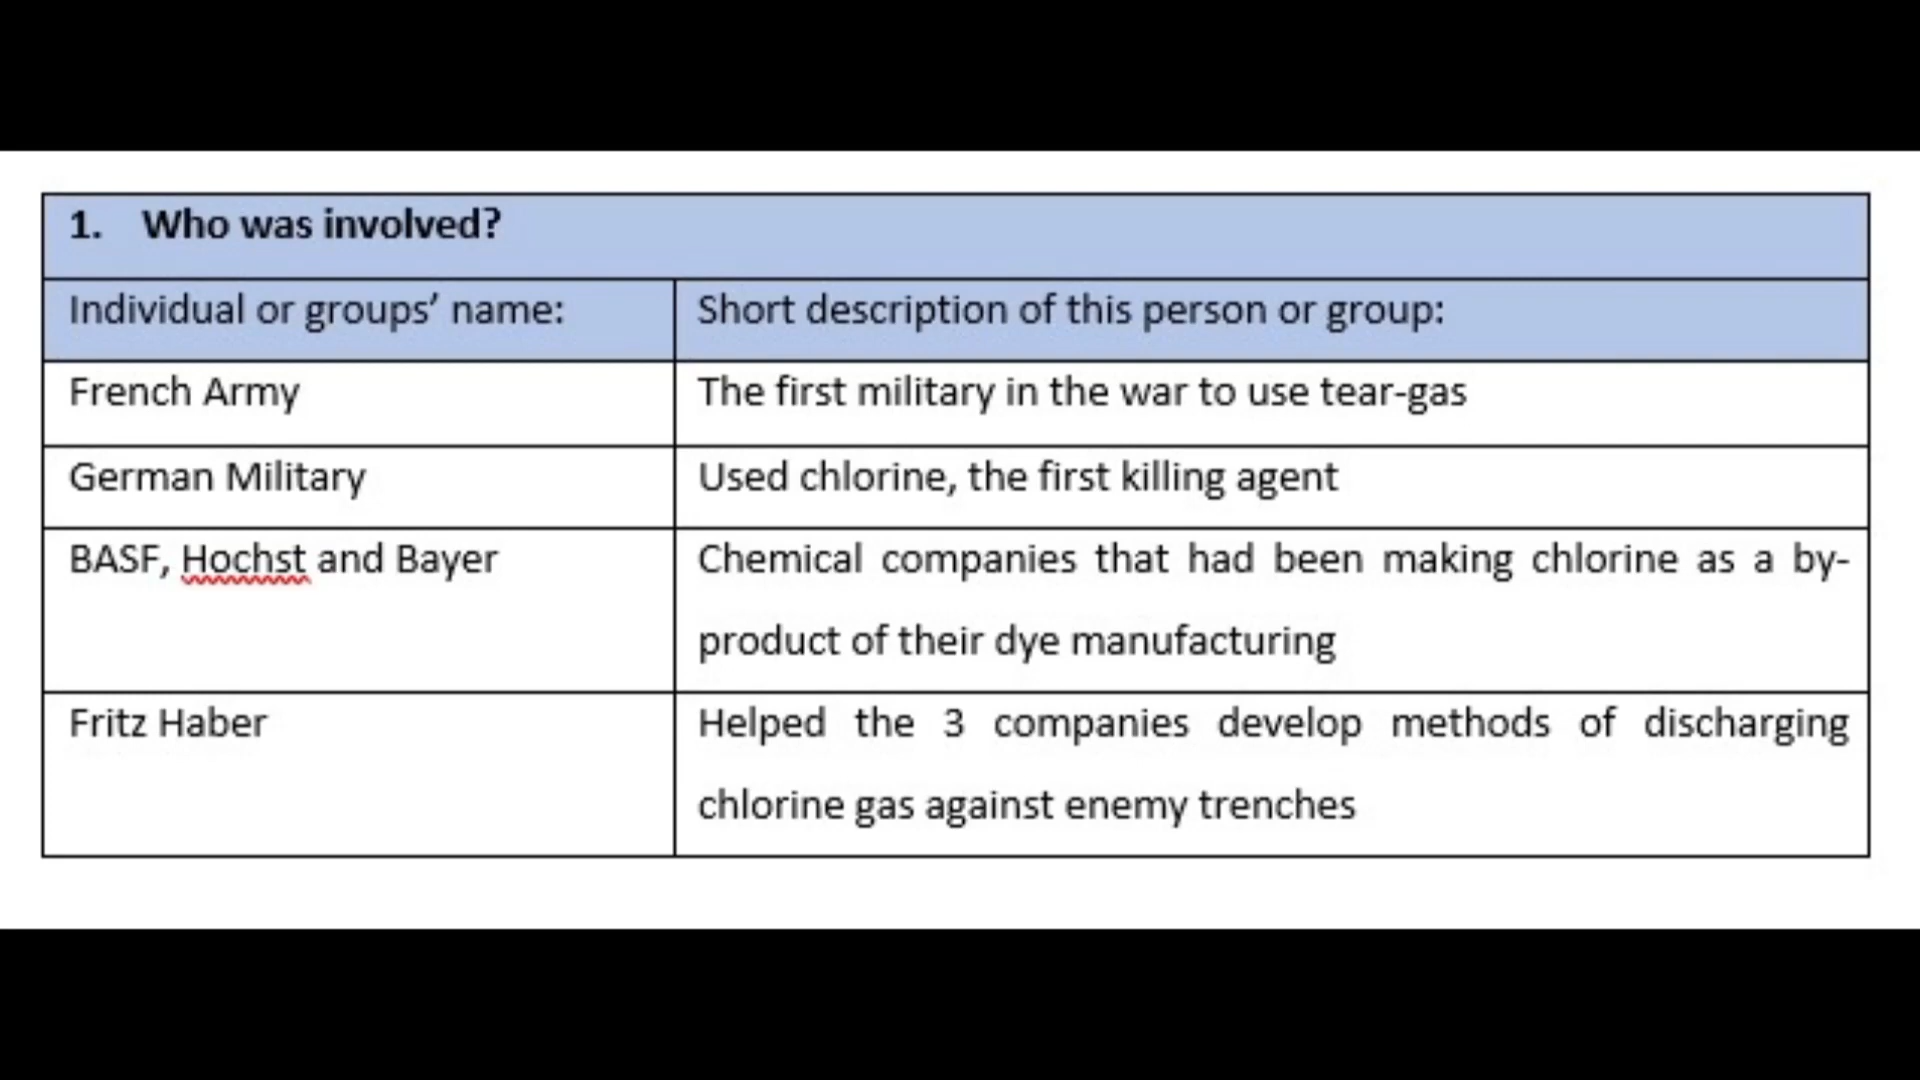 1. Who was involved?
Individual or groups’ name:
Short description of this person or group:
French Army
The first military in the war to use tear-gas
German Military
Used chlorine, the first killing agent
BASF, Hochst and Bayer
Chemical companies that had been making chlorine as a by-
product of their dye manufacturing
Fritz Haber
Helped the 3 companies develop methods of discharging
chlorine gas against enemy trenches